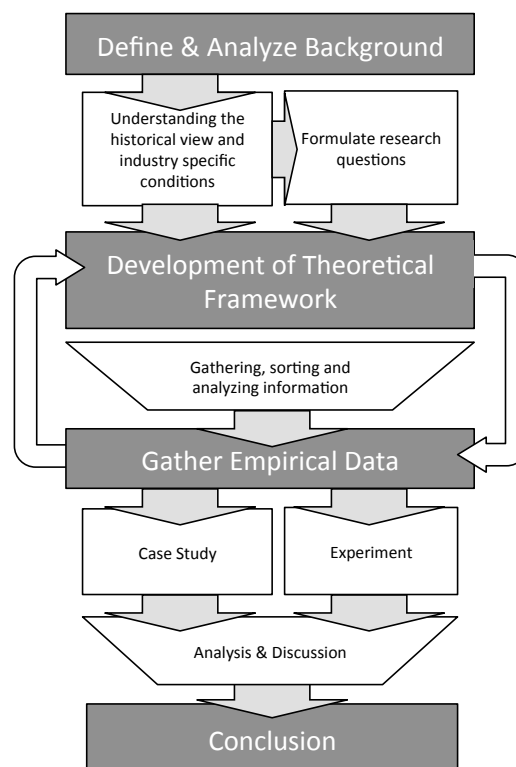 Define & Analyze Background
Understanding the
historical view and
industry specific
conditions
Formulate research
questions
Development of Theoretical
Framework
Gathering, sorting and
analyzing information
Gather Empirical Data
Case Study
Experiment
Analysis & Discussion
Conclusion